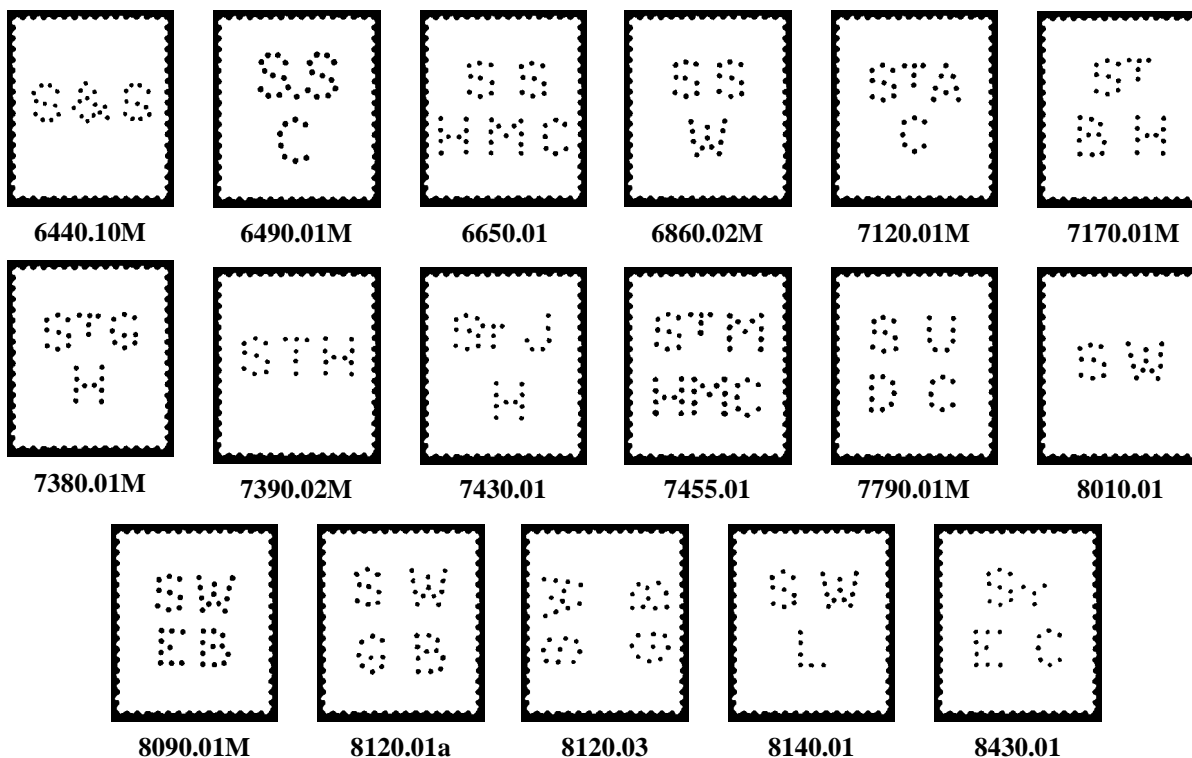 S&S
6440.10M
S.S
C
6490.01M
S S
HMC
6650.01
S S
W
6860.02M
STA
C
7120.01M
ST
B H
7170.01M
STG
H
7380.01M
STH
7390.02M
ST J
H
7430.01
STM
HMC
7455.01
S U
D C
7790.01M
S W
8010.01
SW
EB
8090.01M
S W
G B
8120.01a
S W
G B
8120.03
S W
L
8140.01
Sy
E C
8430.01